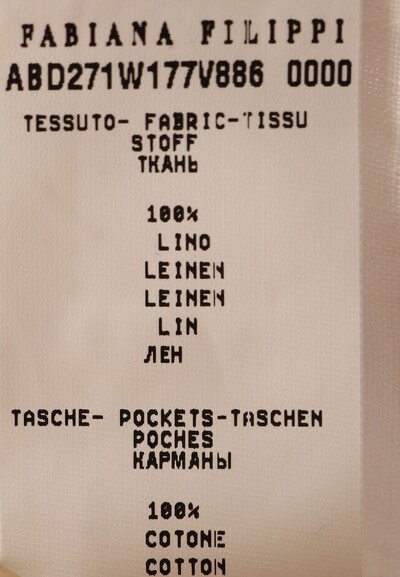 FABIANA FILIPPI
ABD271W177V886 0000
TESSUTO- FABRIC-TISSU
STOFF
ТКАНЬ
100%
LINO
LEINEN
LEINEN
LIN
ЛЕН
TASCHE- POCKETS-TASCHEN
POCHES
КАРМАНЫ
100%
COTONE
COTTON